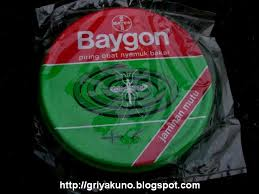 BAYER
Baygon
piring obat nyamuk bakar
jaminan mutu
http://griyakuno.blogspot.com